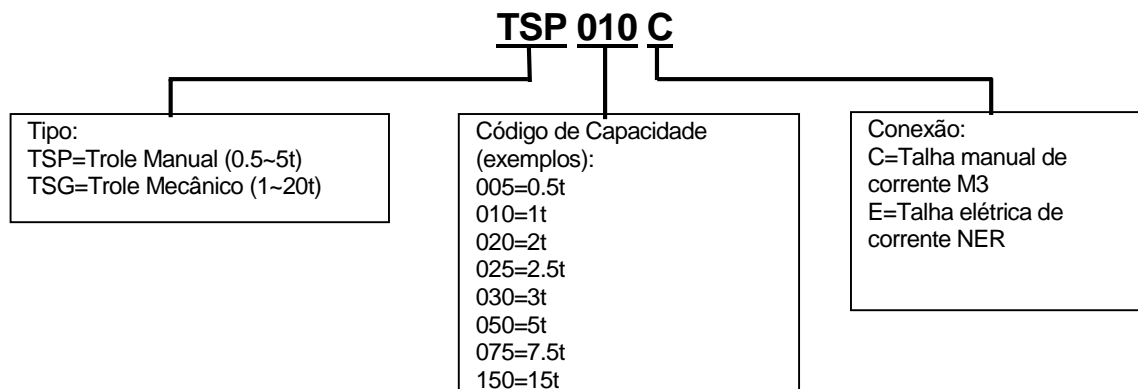 TSP 010 C
Tipo:
TSP=Trole Manual (0.5~5t)
TSG=Trole Mecânico (1~20t)
Código de Capacidade
(exemplos):
005=0.5t
010=1t
020=2t
025=2.5t
030=3t
050=5t
075=7.5t
150=15t
Conexão:
C=Talha manual de
corrente M3
E=Talha elétrica de
corrente NER